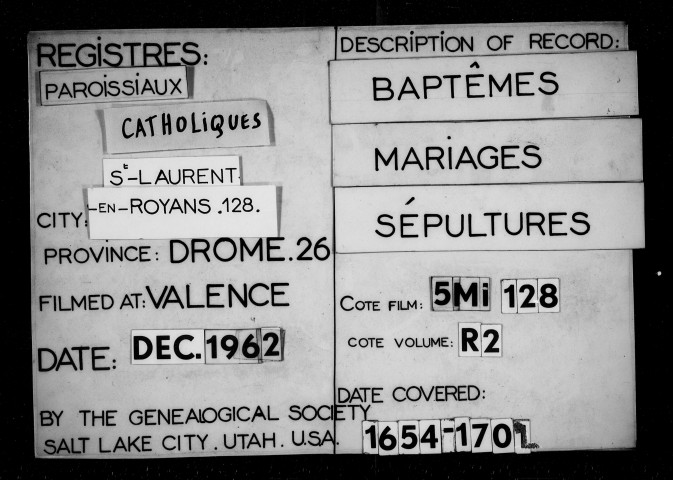 REGISTRES:
PAROISSIAUX
CATHOLIQUES
St-LAURENT.
CITY: -EN-ROYANS.128.
PROVINCE: DROME.26
FILMED AT: VALENCE
DATE: DEC. 1962
BY THE GENEALOGICAL SOCIETY
SALT LAKE CITY. UTAH. U.S.A.
DESCRIPTION OF RECORD:
BAPTÊMES
MARIAGES
SÉPULTURES
COTE FILM: 5Mi 128
COTE VOLUME: R2
DATE COVERED:
1654-1701